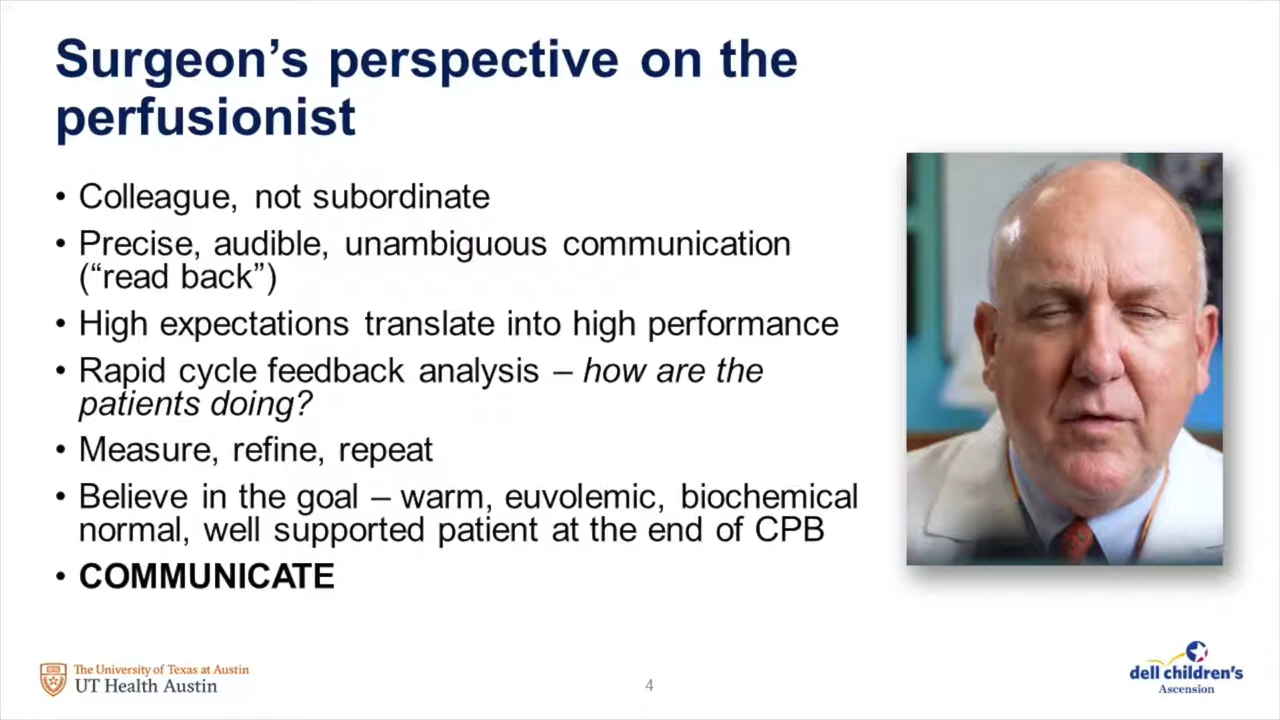 Surgeon’s perspective on the
perfusionist
• Colleague, not subordinate
• Precise, audible, unambiguous communication
(“read back”)
• High expectations translate into high performance
• Rapid cycle feedback analysis – how are the
patients doing?
• Measure, refine, repeat
• Believe in the goal – warm, euvolemic, biochemical
normal, well supported patient at the end of CPB
• COMMUNICATE
The University of Texas at Austin
UT Health Austin
4
dell children’s
Ascension